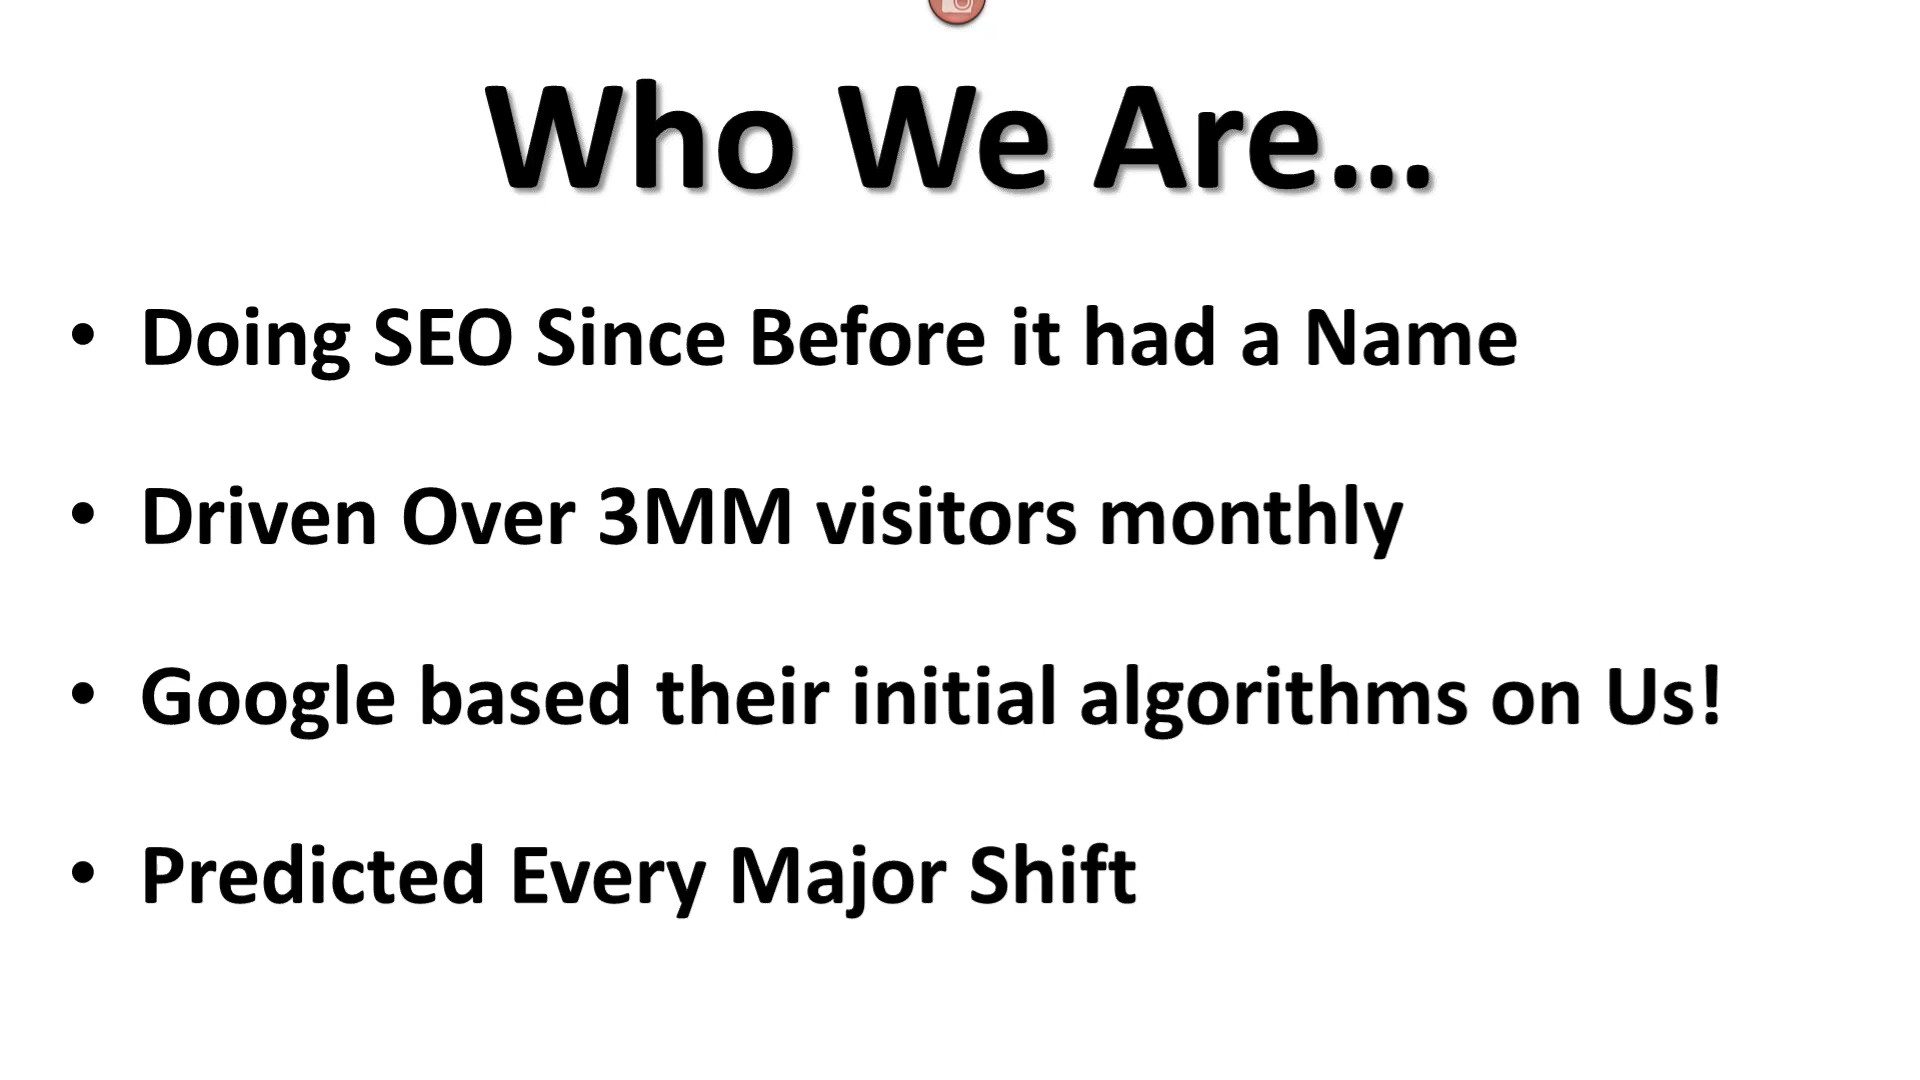 Who We Are...
• Doing SEO Since Before it had a Name
• Driven Over 3MM visitors monthly
• Google based their initial algorithms on Us!
• Predicted Every Major Shift